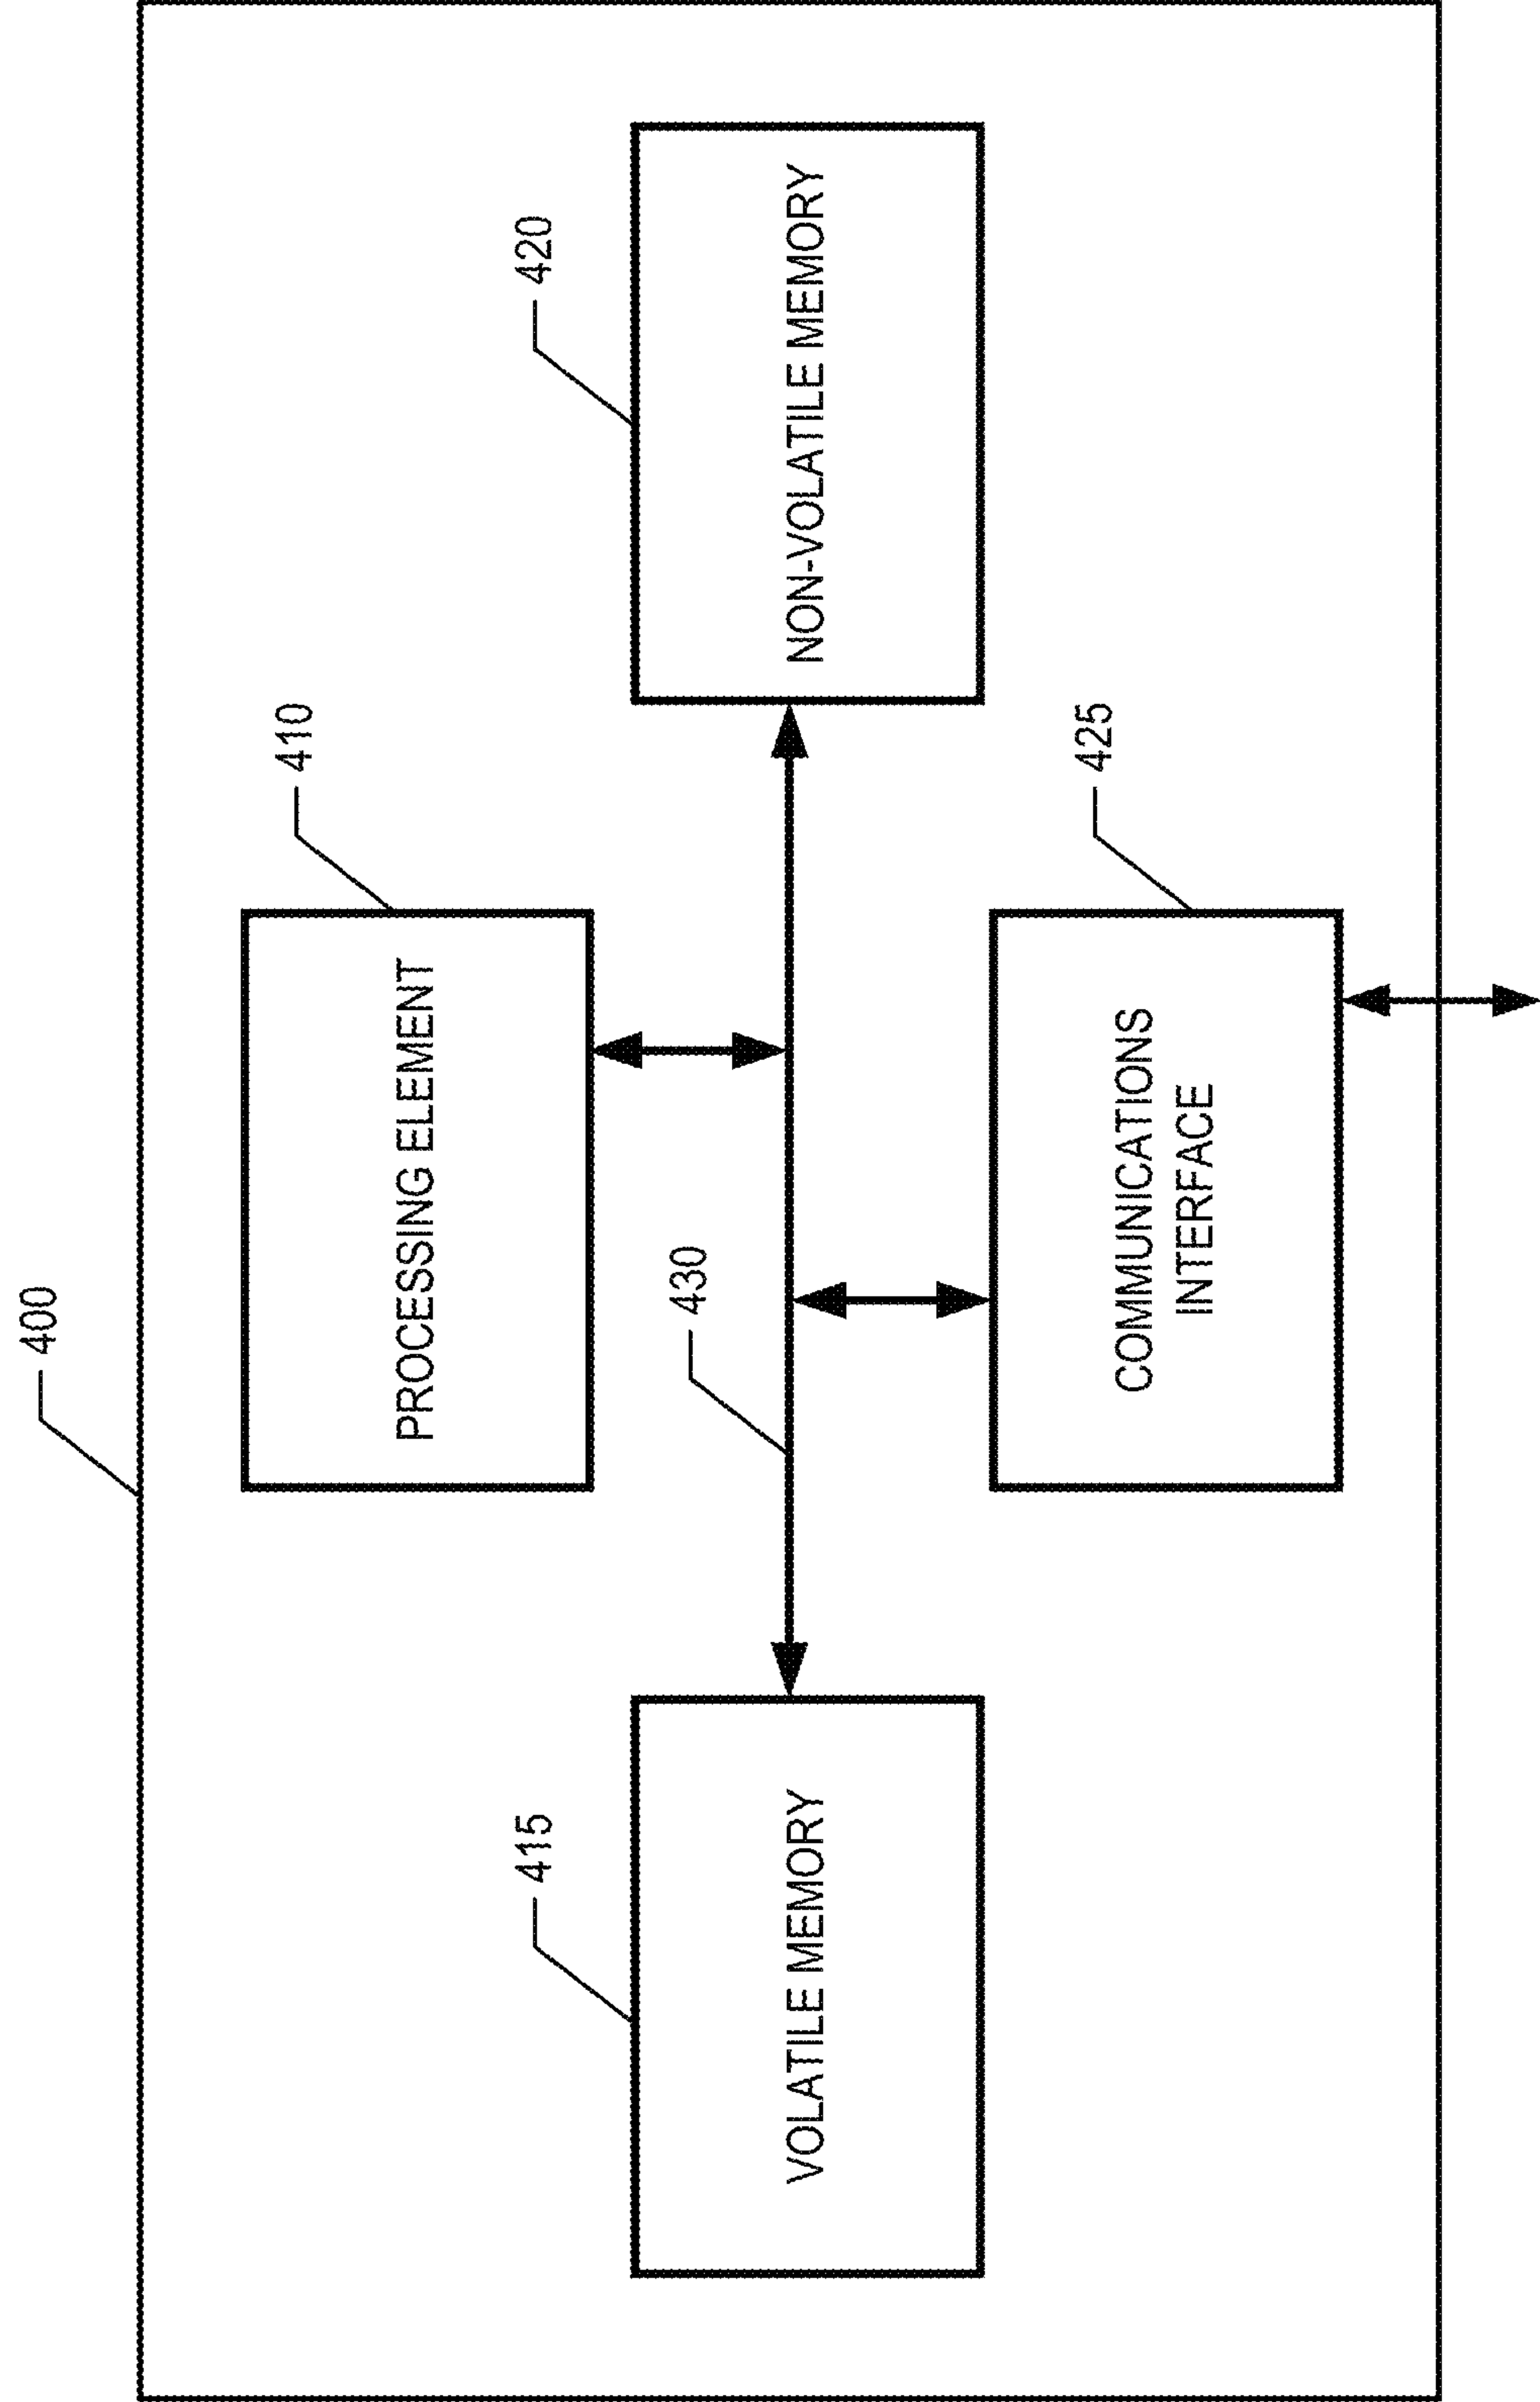 400
PROCESSING ELEMENT
410
415
VOLATILE MEMORY
430
420
NON-VOLATILE MEMORY
COMMUNICATIONS
INTERFACE
425